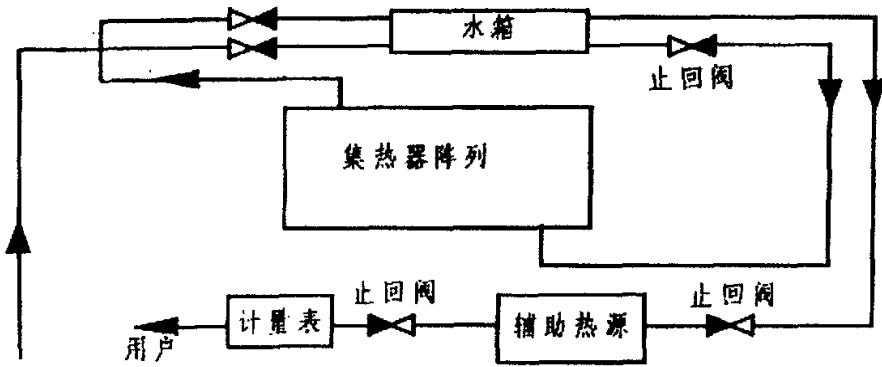 水箱
止回阀
集热器阵列
止回阀
止回阀
计量表
辅助热源
用户